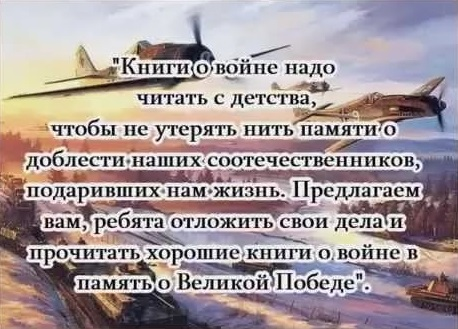 "Книги о войне надо
читать с детства,
чтобы не утерять нить памяти о
доблести наших соотечественников,
подаривших нам жизнь. Предлагаем
вам, ребята отложить свои дела и
прочитать хорошие книги о войне в
память о Великой Победе".